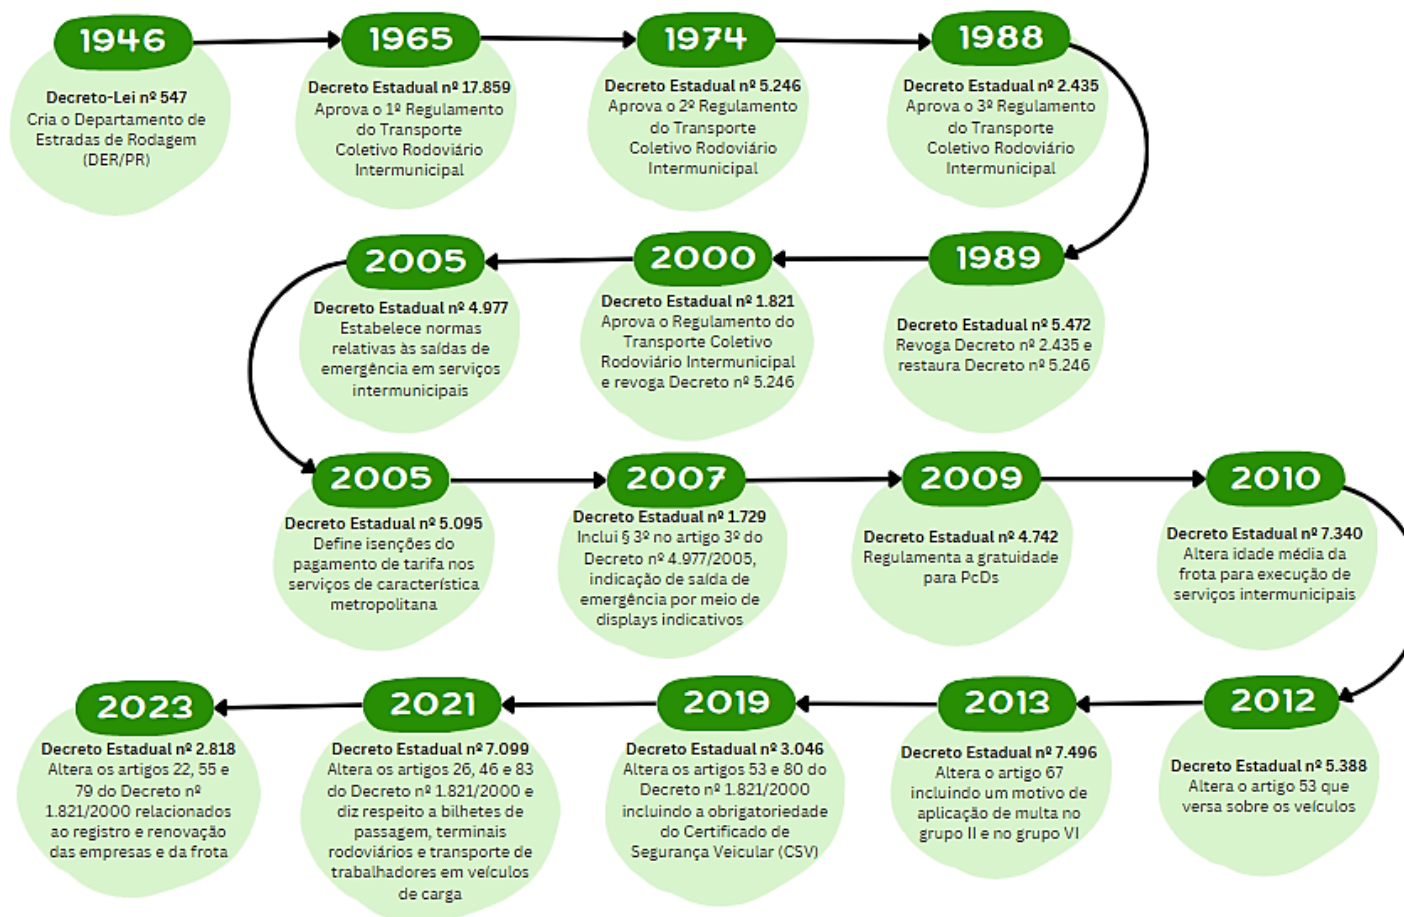 1946
Decreto-Lei nº 547
Cria o Departamento de
Estradas de Rodagem
(DER/PR)
1965
Decreto Estadual nº 17.859
Aprova o 1º Regulamento
do Transporte
Coletivo Rodoviário
Intermunicipal
1974
Decreto Estadual nº 5.246
Aprova o 2º Regulamento
do Transporte
Coletivo Rodoviário
Intermunicipal
1988
Decreto Estadual nº 2.435
Aprova o 3º Regulamento
do Transporte
Coletivo Rodoviário
Intermunicipal
1989
Decreto Estadual nº 5.472
Revoga Decreto nº 2.435 e
restaura Decreto nº 5.246
2000
Decreto Estadual nº 1.821
Aprova o Regulamento do
Transporte Coletivo
Rodoviário Intermunicipal
e revoga Decreto nº 5.246
2005
Decreto Estadual nº 4.977
Estabelece normas
relativas às saídas de
emergência em serviços
intermunicipais
2005
Decreto Estadual nº 5.095
Define isenções do
pagamento de tarifa nos
serviços de característica
metropolitana
2007
Decreto Estadual nº 1.729
Inclui § 3º no artigo 3º do
Decreto nº 4.977/2005,
indicação de saída de
emergência por meio de
displays indicativos
2009
Decreto Estadual nº 4.742
Regulamenta a gratuidade
para PcDs
2010
Decreto Estadual nº 7.340
Altera idade média da
frota para execução de
serviços intermunicipais
2012
Decreto Estadual nº 5.388
Altera o artigo 53 que
versa sobre os veículos
2013
Decreto Estadual nº 7.496
Altera o artigo 67
incluindo um motivo de
aplicação de multa no
grupo II e no grupo VI
2019
Decreto Estadual nº 3.046
Altera os artigos 53 e 80 do
Decreto nº 1.821/2000
incluindo a obrigatoriedade
do Certificado de
Segurança Veicular (CSV)
2021
Decreto Estadual nº 7.099
Altera os artigos 26, 46 e 83
do Decreto nº 1.821/2000 e
diz respeito a bilhetes de
passagem, terminais
rodoviários e transporte de
trabalhadores em veículos
de carga
2023
Decreto Estadual nº 2.818
Altera os artigos 22, 55 e
79 do Decreto nº
1.821/2000 relacionados
ao registro e renovação
das empresas e da frota